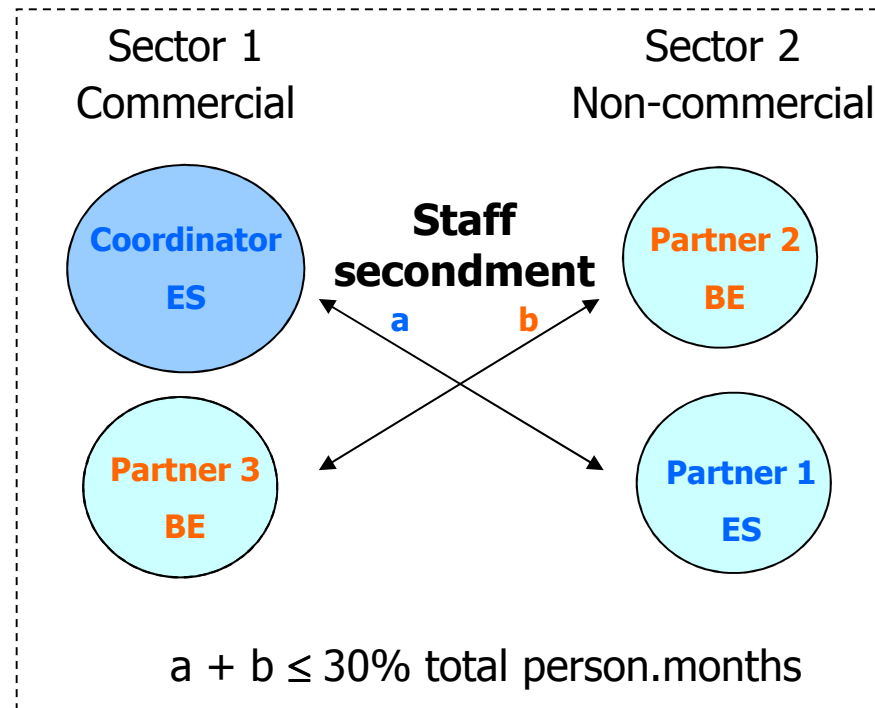 Sector 1
Commercial
Sector 2
Non-commercial
Coordinator
ES
Staff
secondment
a
b
Partner 2
BE
Partner 3
BE
Partner 1
ES
a + b ≤ 30% total person.months